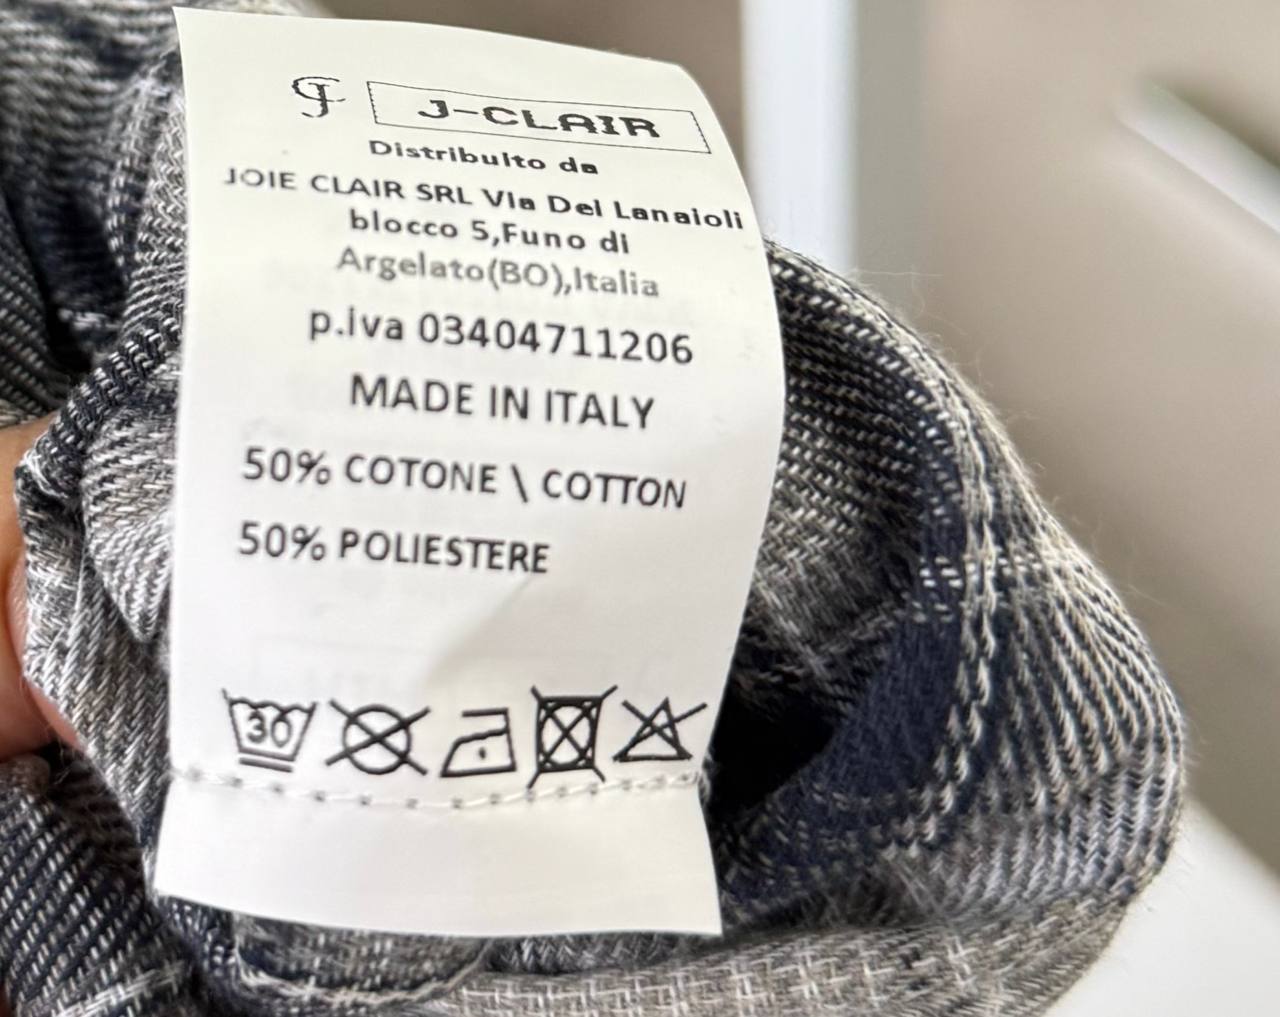 J-CLAIR
Distribuito da
JOIE CLAIR SRL Via Dei Lanaioli
blocco 5,Funo di
Argelato(BO),Italia
p.iva 03404711206
MADE IN ITALY
50% COTONE \ COTTON
50% POLIESTERE
30